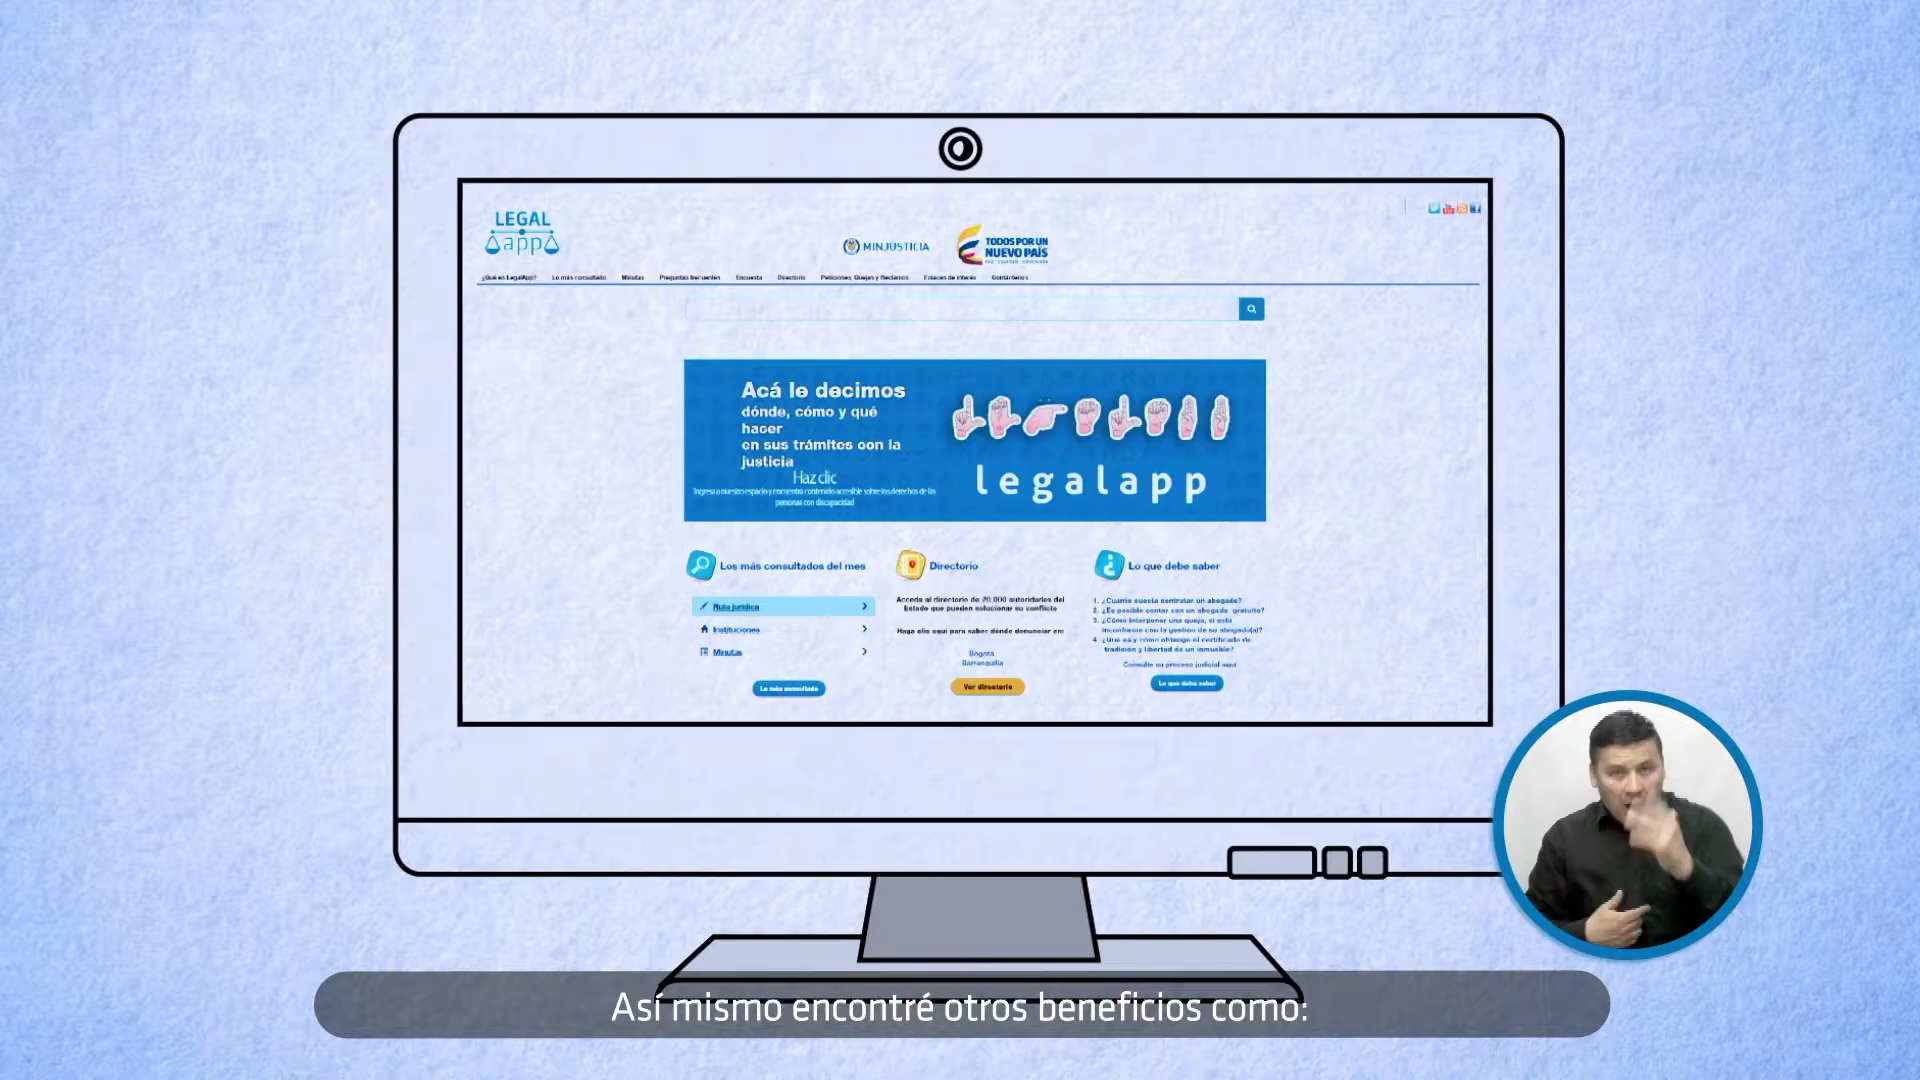 LEGAL
app
MINJUSTICIA
TODOS POR UN
NUEVO PAÍS
PAZ EQUIDAD EDUCACIÓN
¿Qué es LegalApp? Lo más consultado Minutas Preguntas frecuentes Encuesta Directorio Peticiones, Quejas y Reclamos Enlaces de interés Contáctenos
Acá le decimos
dónde, cómo y qué
hacer
en sus trámites con la
justicia
Haz clic
Ingresa a nuestro espacio y encuentra contenido accesible sobre los derechos de las
personas con discapacidad
legalapp
Los más consultados del mes
Ruta jurídica
Instituciones
Minutas
Lo más consultado
Directorio
Acceda al directorio de 20.000 autoridades del
Estado que pueden solucionar su conflicto
Haga clic aquí para saber dónde denunciar en:
Bogotá
Barranquilla
Ver directorio
Lo que debe saber
1. ¿Cuánto cuesta contratar un abogado?
2. ¿Es posible contar con un abogado gratuito?
3. ¿Cómo interponer una queja, si está
inconforme con la gestión de su abogado(a)?
4. ¿Qué es y cómo obtengo el certificado de
tradición y libertad de un inmueble?
Consulte su proceso judicial aquí
Lo que debe saber
Así mismo encontré otros beneficios como: